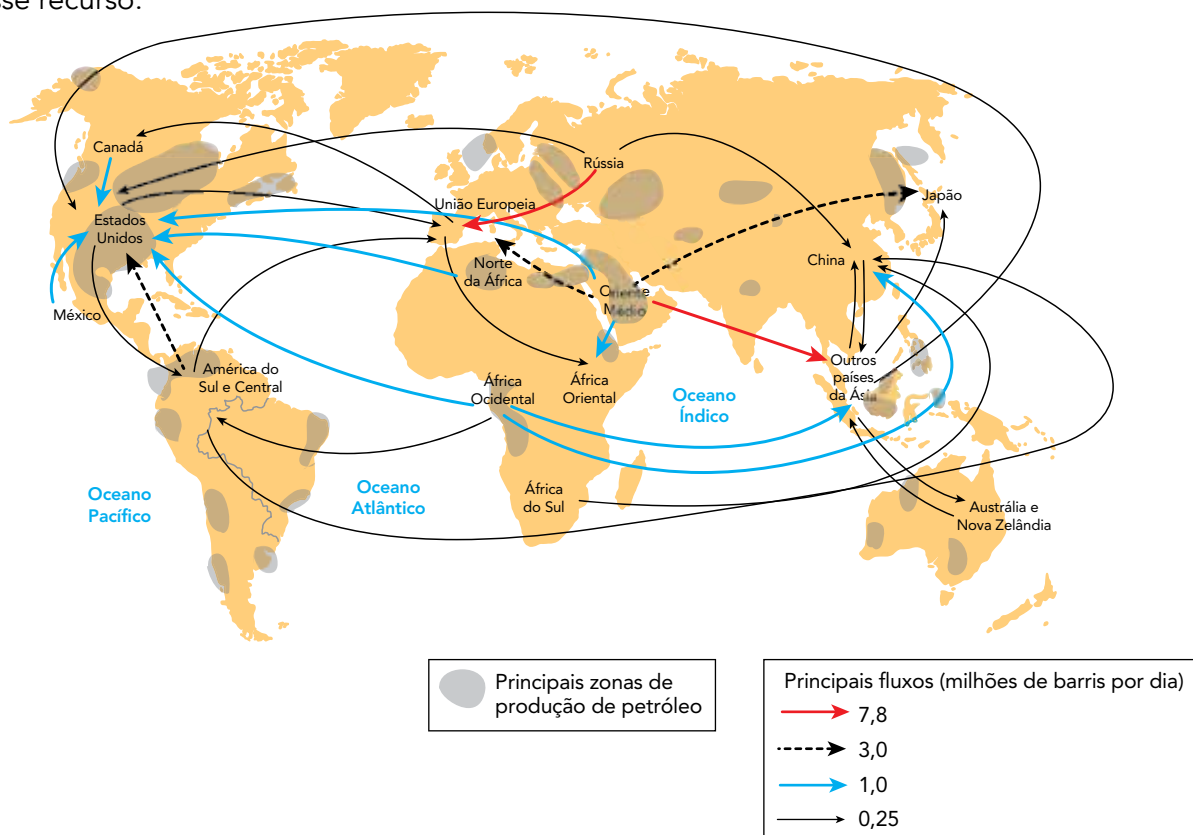 sse recurso.
Canadá
Estados
Unidos
México
América do
Sul e Central
Rússia
União Europeia
Norte
da África
Oriente
Médio
África
Ocidental
África
Oriental
África
do Sul
Japão
China
Outros
países
da Ásia
Austrália e
Nova Zelândia
Oceano
Pacífico
Oceano
Atlântico
Oceano
Índico
Principais zonas de
produção de petróleo
Principais fluxos (milhões de barris por dia)
7,8
3,0
1,0
0,25